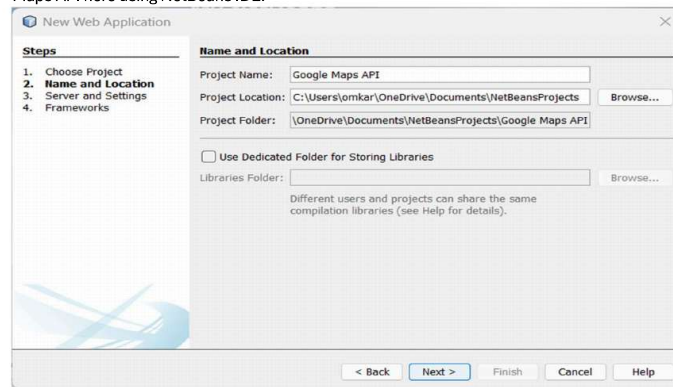 Maps API here using NetBeans IDE.
New Web Application
Steps
1. Choose Project
2. Name and Location
3. Server and Settings
4. Frameworks
Name and Location
Project Name: Google Maps API
Project Location: C:\Users\omkar\OneDrive\Documents\NetBeansProjects Browse...
Project Folder: \OneDrive\Documents\NetBeansProjects\Google Maps API
Use Dedicated Folder for Storing Libraries
Libraries Folder: Browse...
Different users and projects can share the same
compilation libraries (see Help for details).
< Back Next > Finish Cancel Help